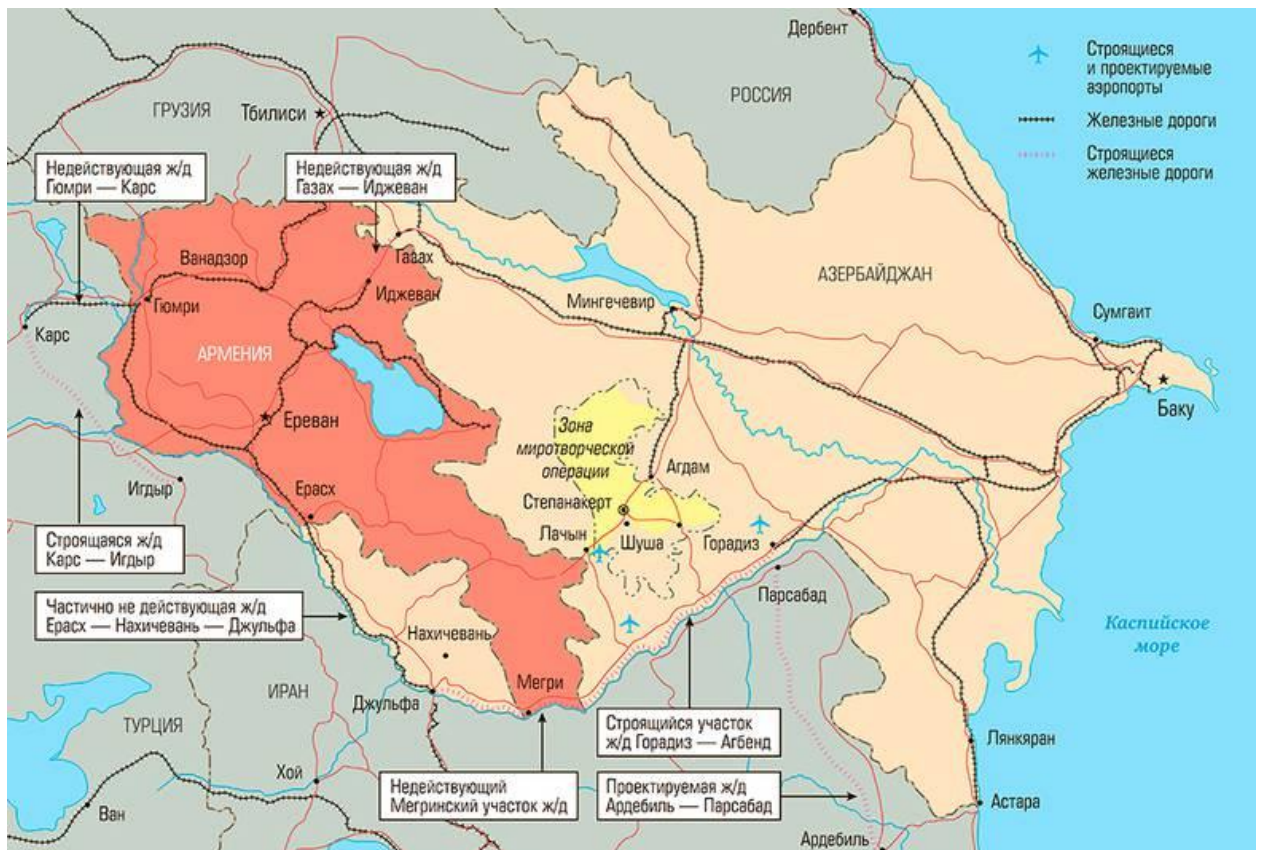 Дербент
Строящиеся
и проектируемые
аэропорты
РОССИЯ
ГРУЗИЯ
Тбилиси
Железные дороги
Строящиеся
железные дороги
Недействующая ж/д
Гюмри — Карс
Недействующая ж/д
Газах — Иджеван
Ванадзор
Газах
АЗЕРБАЙДЖАН
Иджеван
Мингечевир
Гюмри
Сумгаит
Карс
АРМЕНИЯ
Баку
Ереван
Зона
миротворческой
операции
Агдам
Игдыр
Ерасх
Степанакерт
Лачын
Шуша
Горадиз
Строящаяся ж/д
Карс — Игдыр
Парсабад
Частично не действующая ж/д
Ерасх — Нахичевань — Джульфа
Каспийское
море
Нахичевань
Мегри
ИРАН
Джульфа
ТУРЦИЯ
Строящийся участок
ж/д Горадиз — Агбенд
Лянкяран
Хой
Недействующий
Мегринский участок ж/д
Проектируемая ж/д
Ардебиль — Парсабад
Астара
Ван
Ардебиль